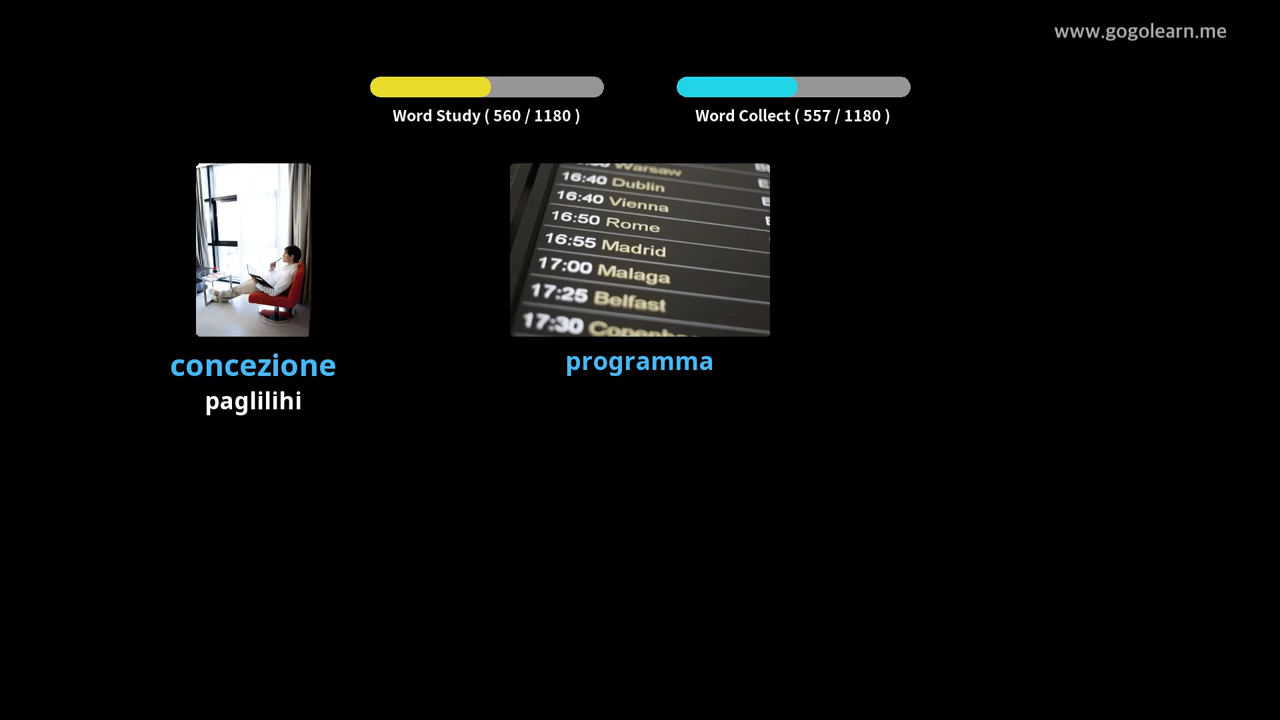 www.gogolearn.me
Word Study ( 560 / 1180 )
Word Collect ( 557 / 1180 )
Warsaw
16:40 Dublin
16:40 Vienna
16:50 Rome
16:55 Madrid
17:00 Malaga
17:25 Belfast
17:30
concezione
paglilihi
programma